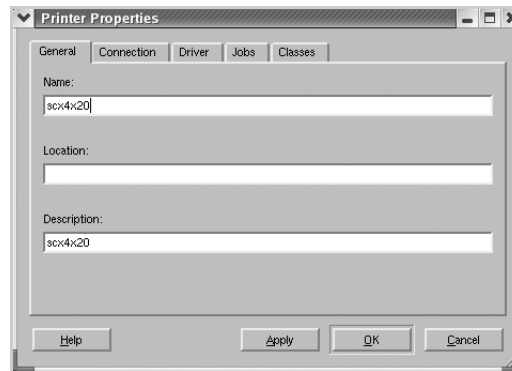 Printer Properties
General Connection Driver Jobs Classes
Name:
scx4x20
Location:
Description:
scx4x20
Help Apply OK Cancel